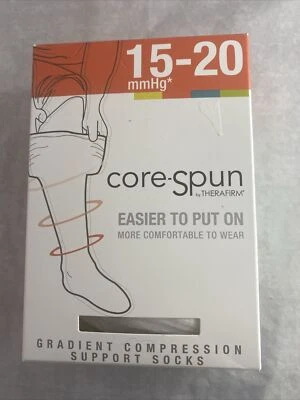 15-20
mmHg*
core-spun
by THERAFIRM®
EASIER TO PUT ON
MORE COMFORTABLE TO WEAR
GRADIENT COMPRESSION
SUPPORT SOCKS